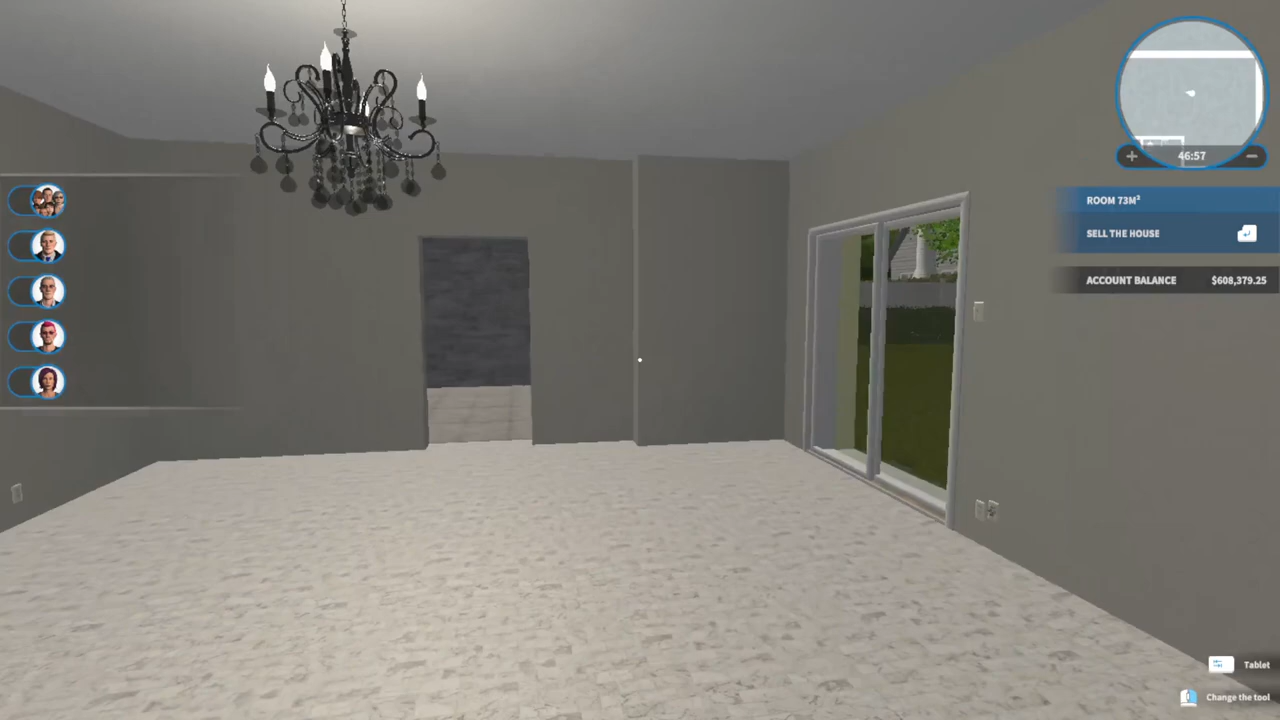 46:57
ROOM 73M²
SELL THE HOUSE
ACCOUNT BALANCE $608,379.25
Tablet
Change the tool